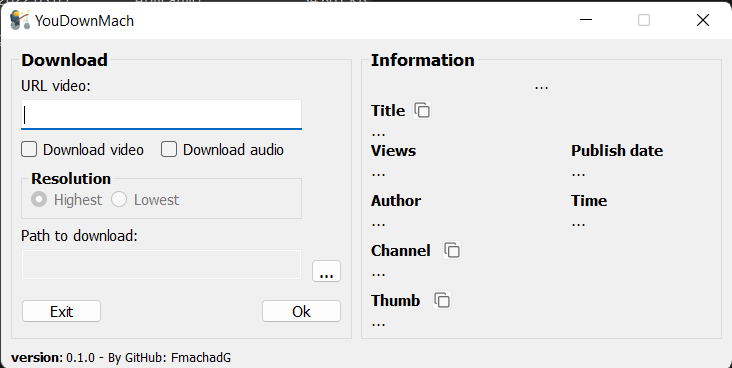 YouDownMach
Download
URL video:
Download video Download audio
Resolution
Highest Lowest
Path to download:
...
Exit Ok
Information
...
Title
...
Views Publish date
... ...
Author Time
... ...
Channel
...
Thumb
...
version: 0.1.0 - By GitHub: FmachadG